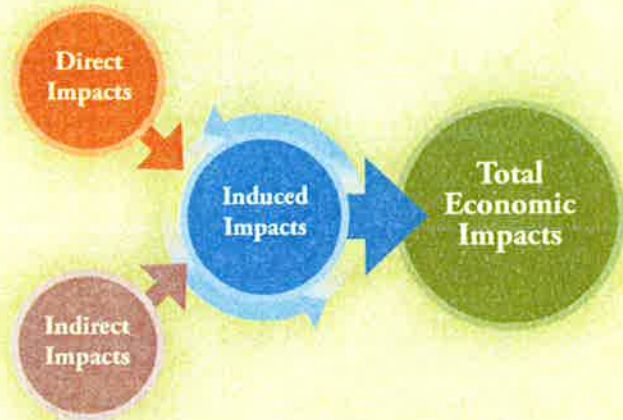 Direct
Impacts
Induced
Impacts
Total
Economic
Impacts
Indirect
Impacts